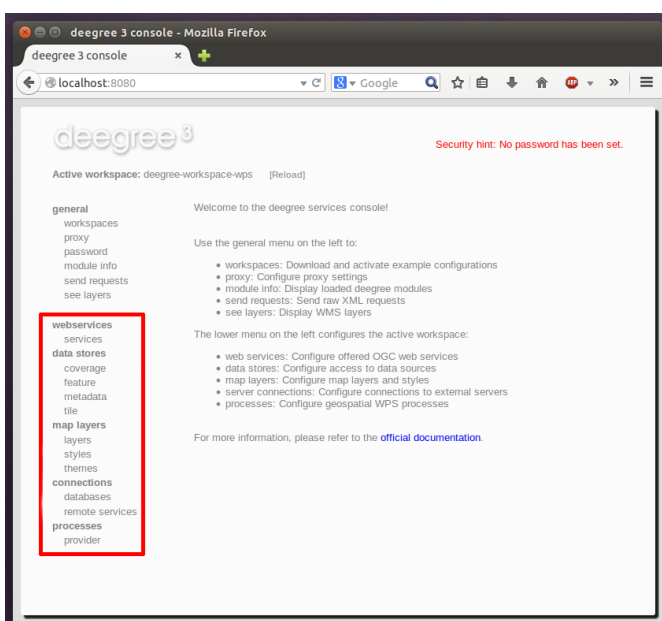 deegree 3 console - Mozilla Firefox
deegree 3 console
localhost:8080
Google
ABP
deegree 3
Security hint: No password has been set.
Active workspace: deegree-workspace-wps [Reload]
general
workspaces
proxy
password
module info
send requests
see layers
webservices
services
data stores
coverage
feature
metadata
tile
map layers
layers
styles
themes
connections
databases
remote services
processes
provider
Welcome to the deegree services console!
Use the general menu on the left to:
• workspaces: Download and activate example configurations
• proxy: Configure proxy settings
• module info: Display loaded deegree modules
• send requests: Send raw XML requests
• see layers: Display WMS layers
The lower menu on the left configures the active workspace:
• web services: Configure offered OGC web services
• data stores: Configure access to data sources
• map layers: Configure map layers and styles
• server connections: Configure connections to external servers
• processes: Configure geospatial WPS processes
For more information, please refer to the official documentation.